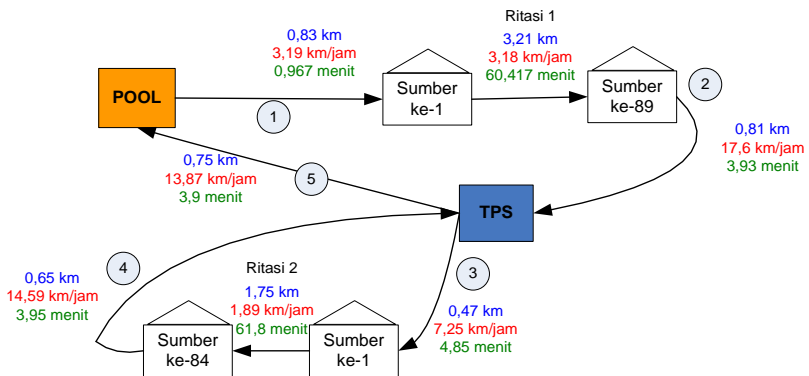 Ritasi 1
0,83 km
3,19 km/jam
0,967 menit
3,21 km
3,18 km/jam
60,417 menit
POOL
1
Sumber
ke-1
Sumber
ke-89
2
0,81 km
17,6 km/jam
3,93 menit
0,75 km
13,87 km/jam
3,9 menit
5
TPS
4
Ritasi 2
3
0,65 km
14,59 km/jam
3,95 menit
1,75 km
1,89 km/jam
61,8 menit
0,47 km
7,25 km/jam
4,85 menit
Sumber
ke-84
Sumber
ke-1